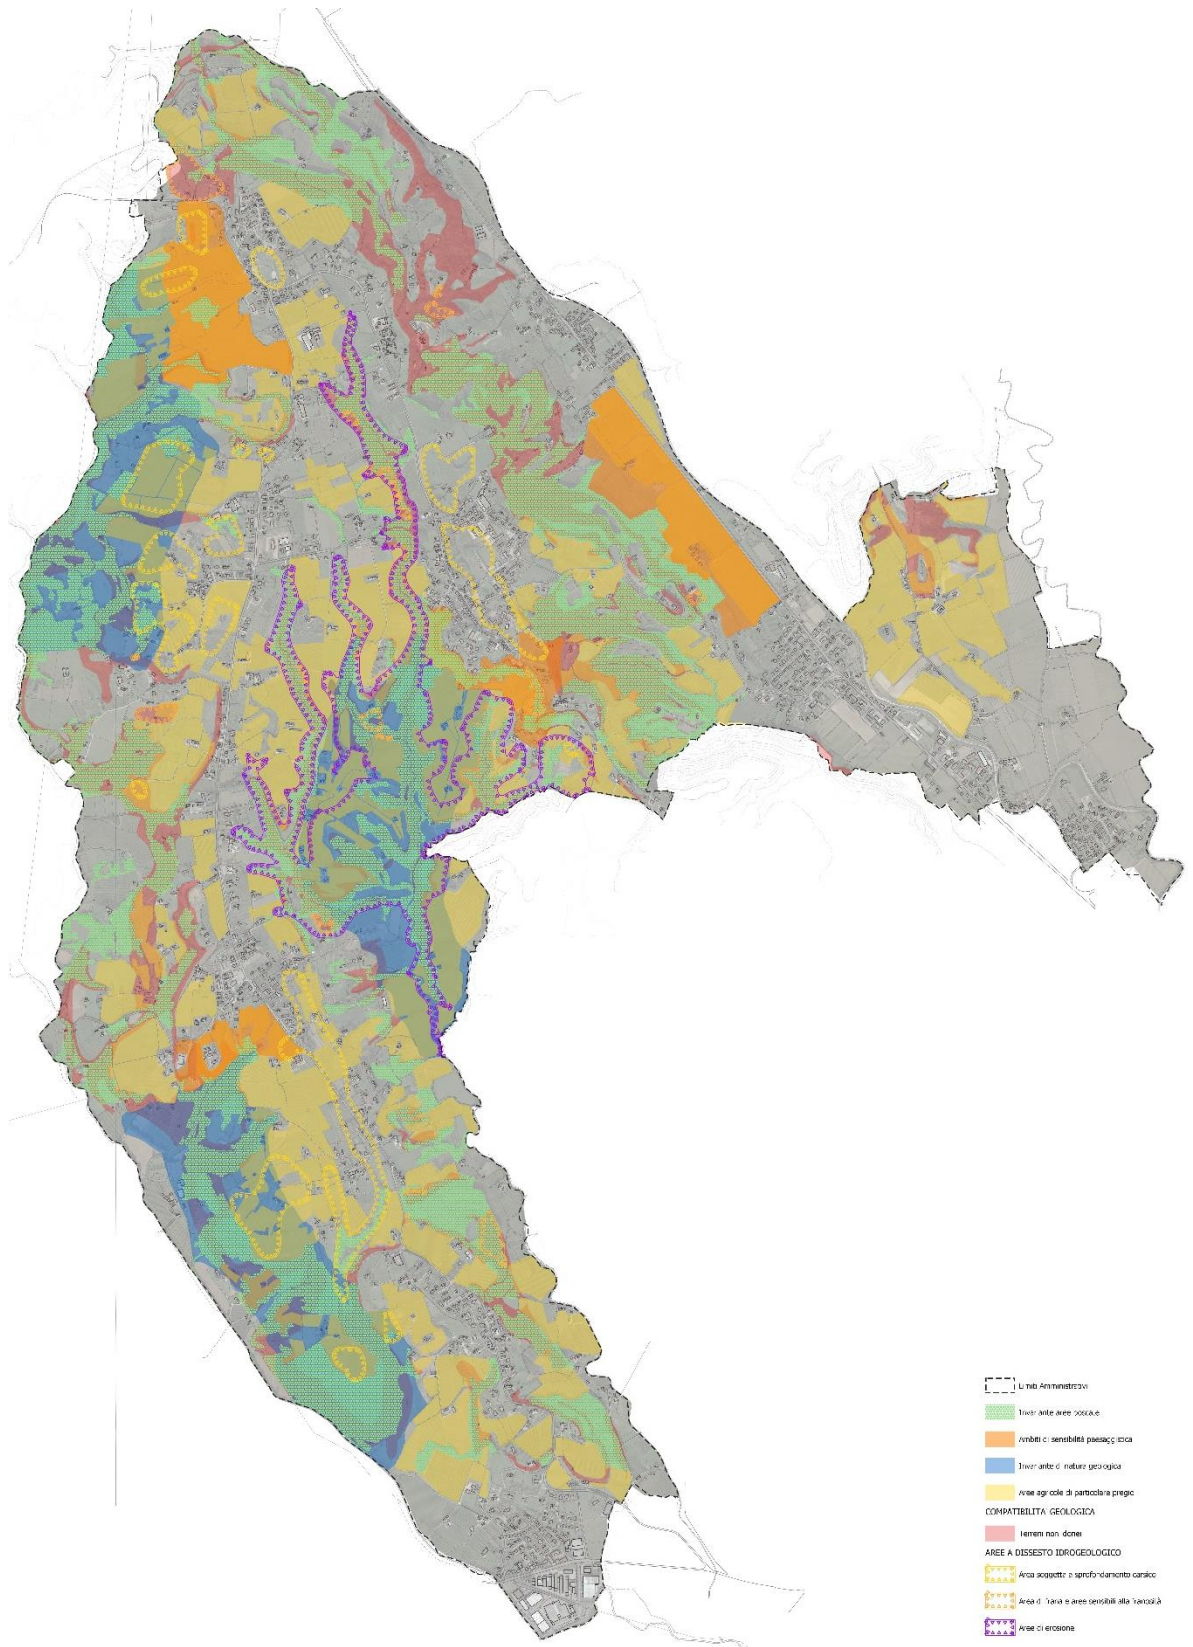 Limiti Amministrativi
Invariante aree boscate
Ambiti di sensibilità paesaggistica
Invariante di natura geologica
Aree agricole di particolare pregio
COMPATIBILITA' GEOLOGICA
Terreni non idonei
AREE A DISSESTO IDROGEOLOGICO
Area soggette a sprofondamento carsico
Area di frana e aree sensibili alla franosità
Aree di erosione